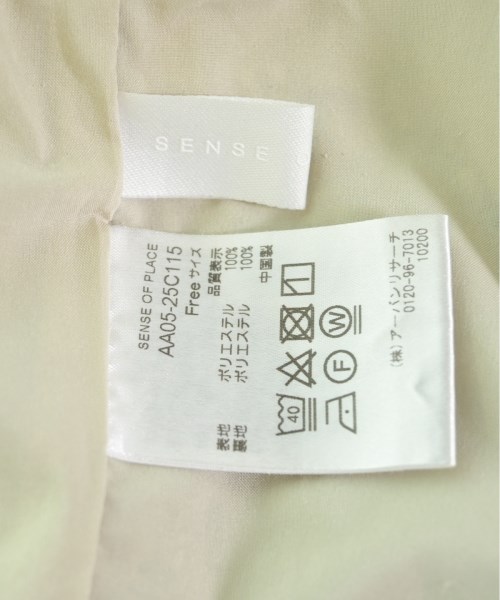 SENSE
SENSE OF PLACE
AA05-25C115
Free サイズ
品質表示
表地 ポリエステル 100%
裏地 ポリエステル 100%
中国製
40
W
F
(株) アーバンリサーチ
0120-96-7013
10200